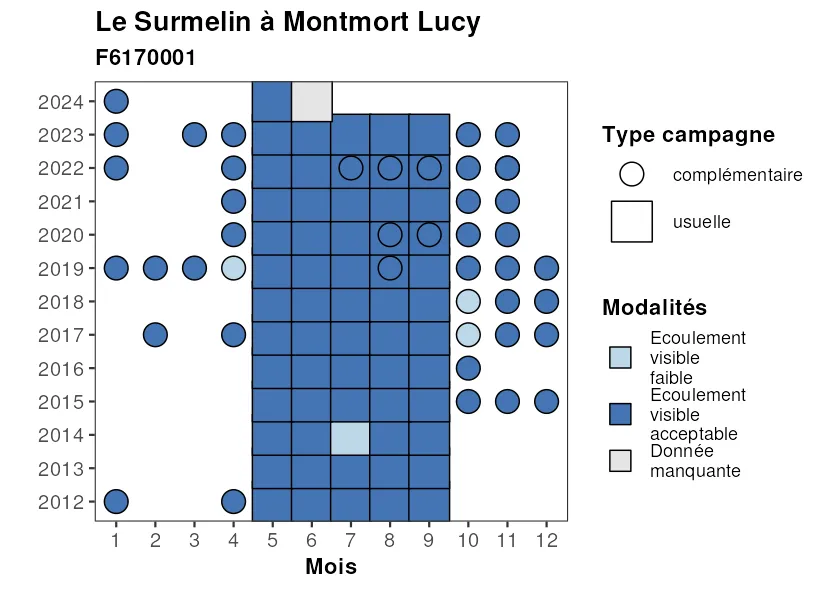 Le Surmelin à Montmort Lucy
F6170001
2024
2023
2022
2021
2020
2019
2018
2017
2016
2015
2014
2013
2012
1 2 3 4 5 6 7 8 9 10 11 12
Mois
Type campagne
complémentaire
usuelle
Modalités
Ecoulement
visible
faible
Ecoulement
visible
acceptable
Donnée
manquante